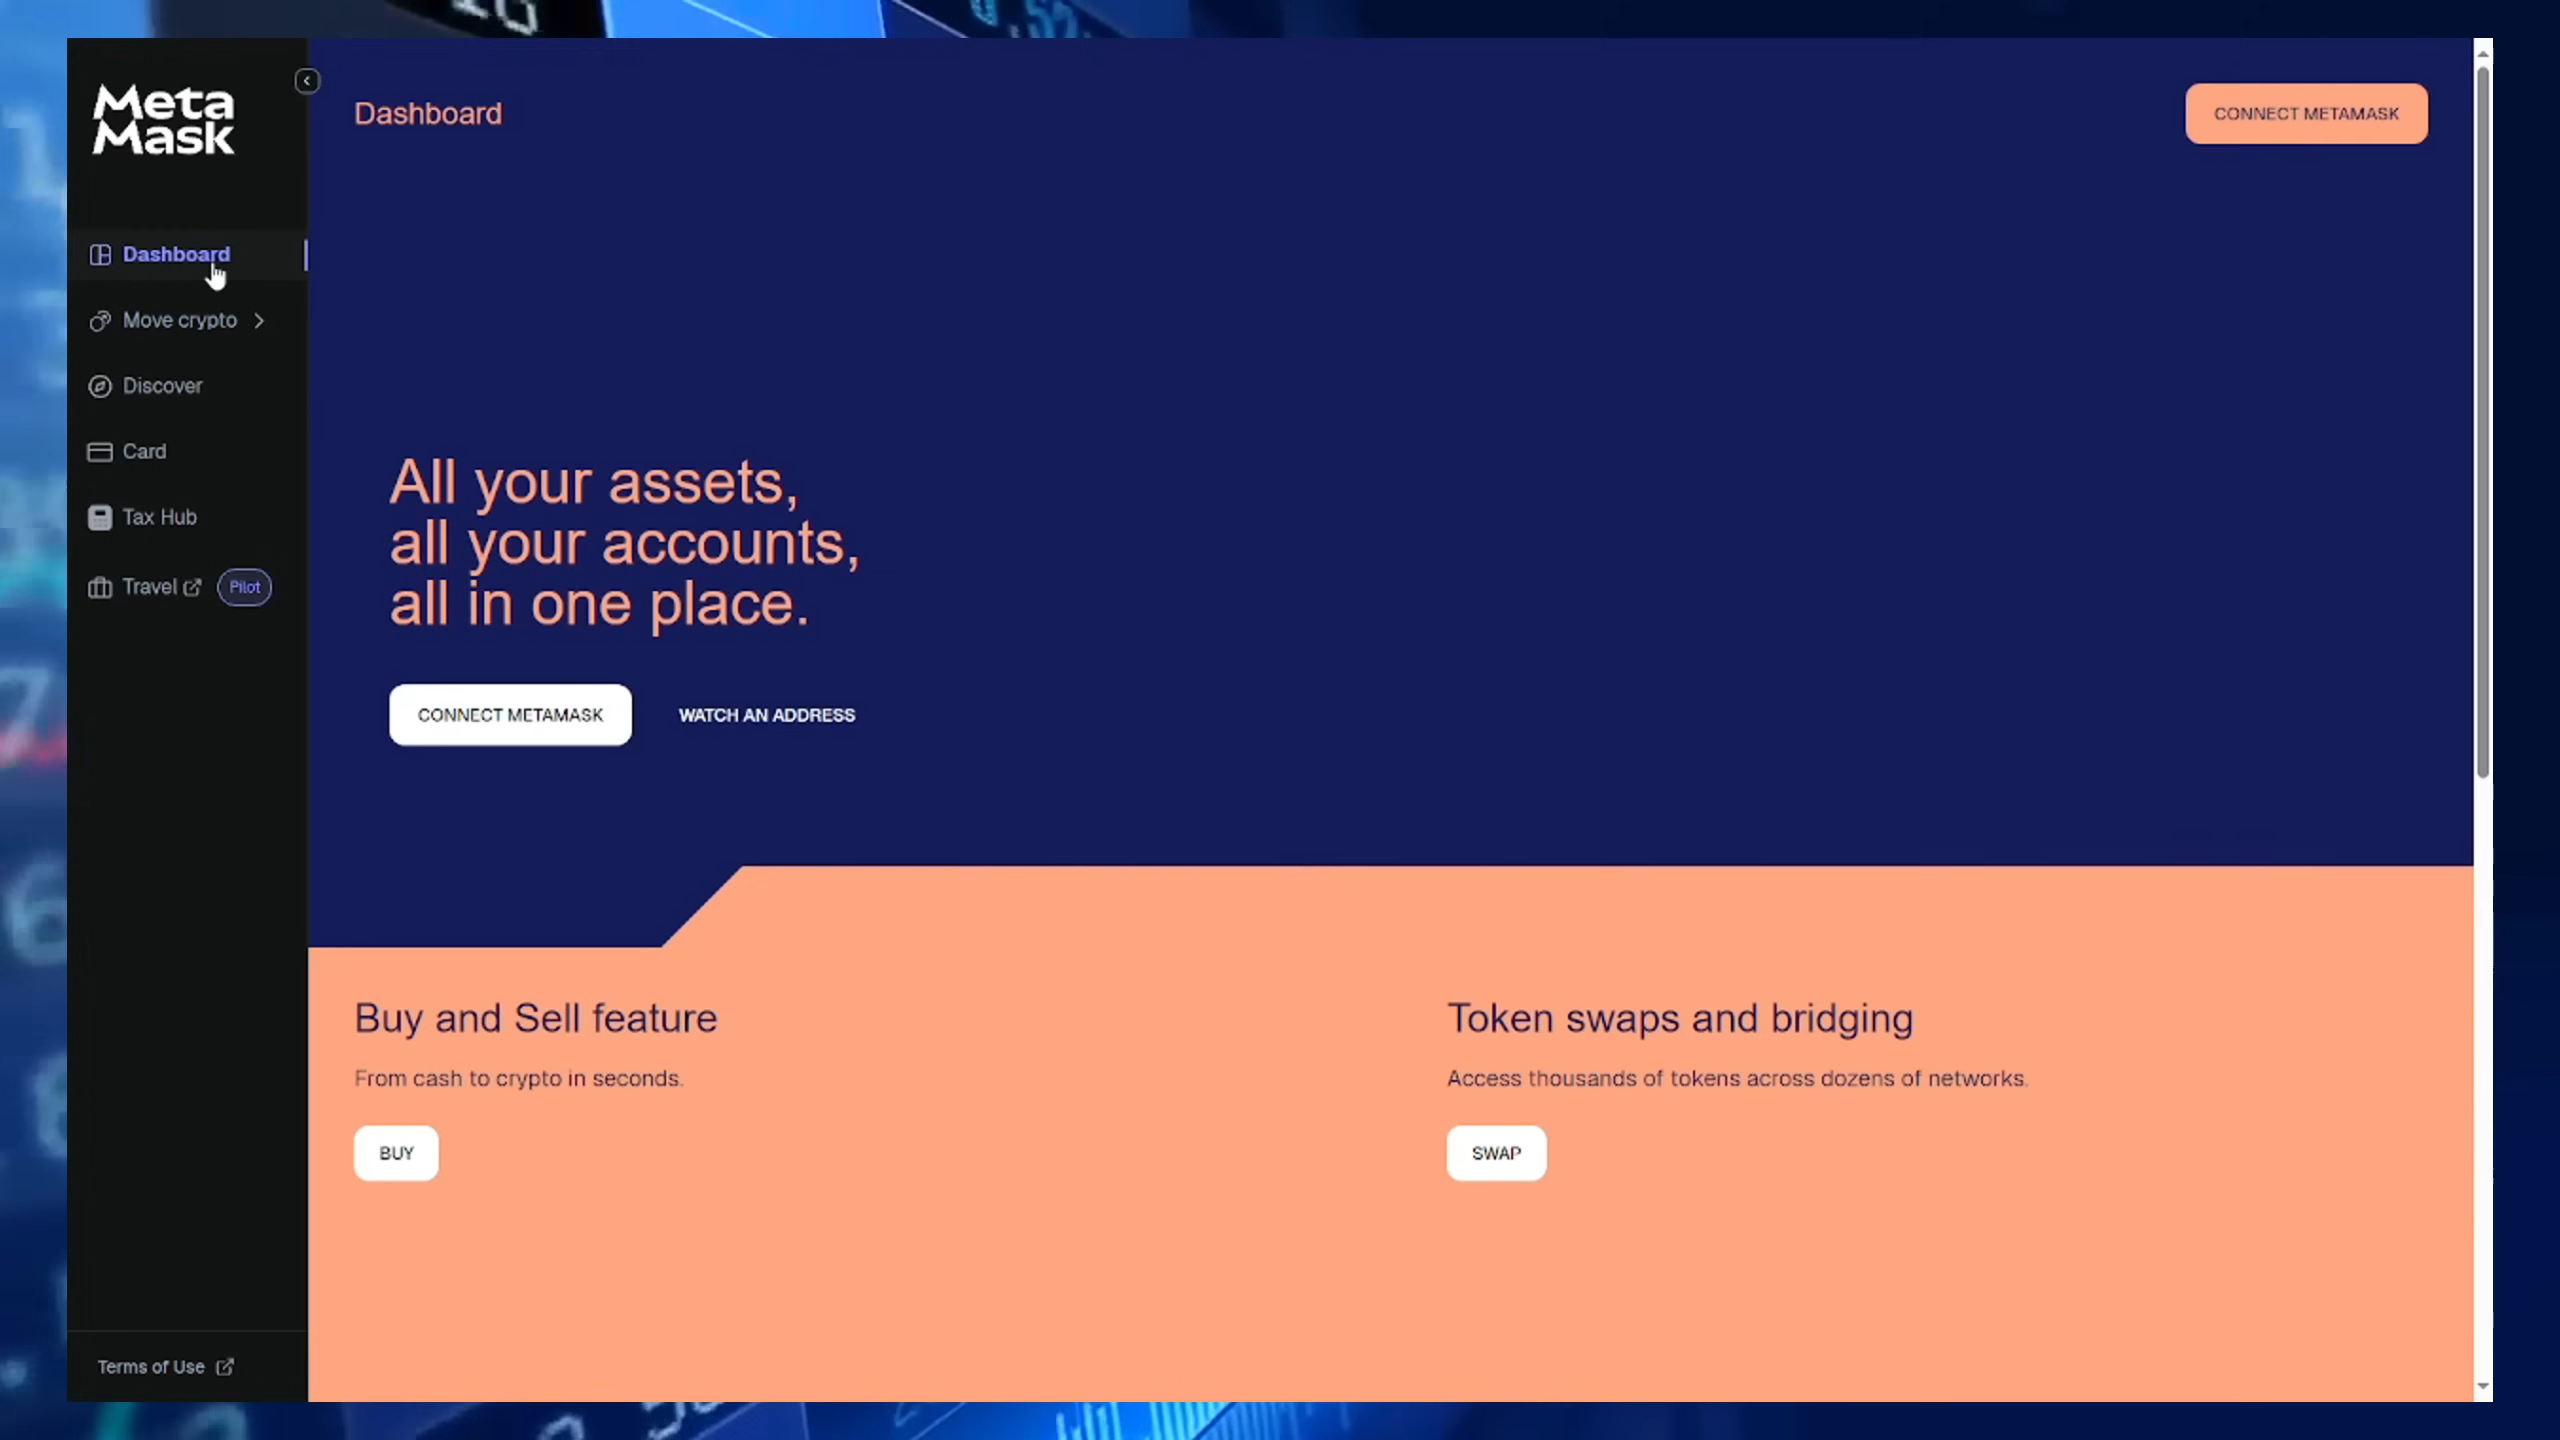 Meta
Mask
Dashboard
Move crypto
Discover
Card
Tax Hub
Travel
Pilot
Terms of Use
Dashboard
CONNECT METAMASK
All your assets,
all your accounts,
all in one place.
CONNECT METAMASK
WATCH AN ADDRESS
Buy and Sell feature
From cash to crypto in seconds.
BUY
Token swaps and bridging
Access thousands of tokens across dozens of networks.
SWAP